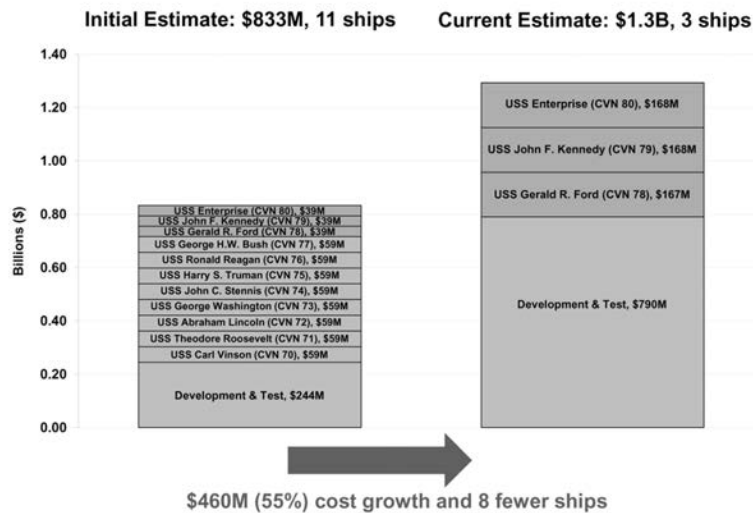 Initial Estimate: $833M, 11 ships
Current Estimate: $1.3B, 3 ships
Billions ($)
1.40
1.20
1.00
0.80
0.60
0.40
0.20
0.00
USS Enterprise (CVN 80), $39M
USS John F. Kennedy (CVN 79), $39M
USS Gerald R. Ford (CVN 78), $39M
USS George H.W. Bush (CVN 77), $59M
USS Ronald Reagan (CVN 76), $59M
USS Harry S. Truman (CVN 75), $59M
USS John C. Stennis (CVN 74), $59M
USS George Washington (CVN 73), $59M
USS Abraham Lincoln (CVN 72), $59M
USS Theodore Roosevelt (CVN 71), $59M
USS Carl Vinson (CVN 70), $59M
Development & Test, $244M
USS Enterprise (CVN 80), $168M
USS John F. Kennedy (CVN 79), $168M
USS Gerald R. Ford (CVN 78), $167M
Development & Test, $790M
$460M (55%) cost growth and 8 fewer ships